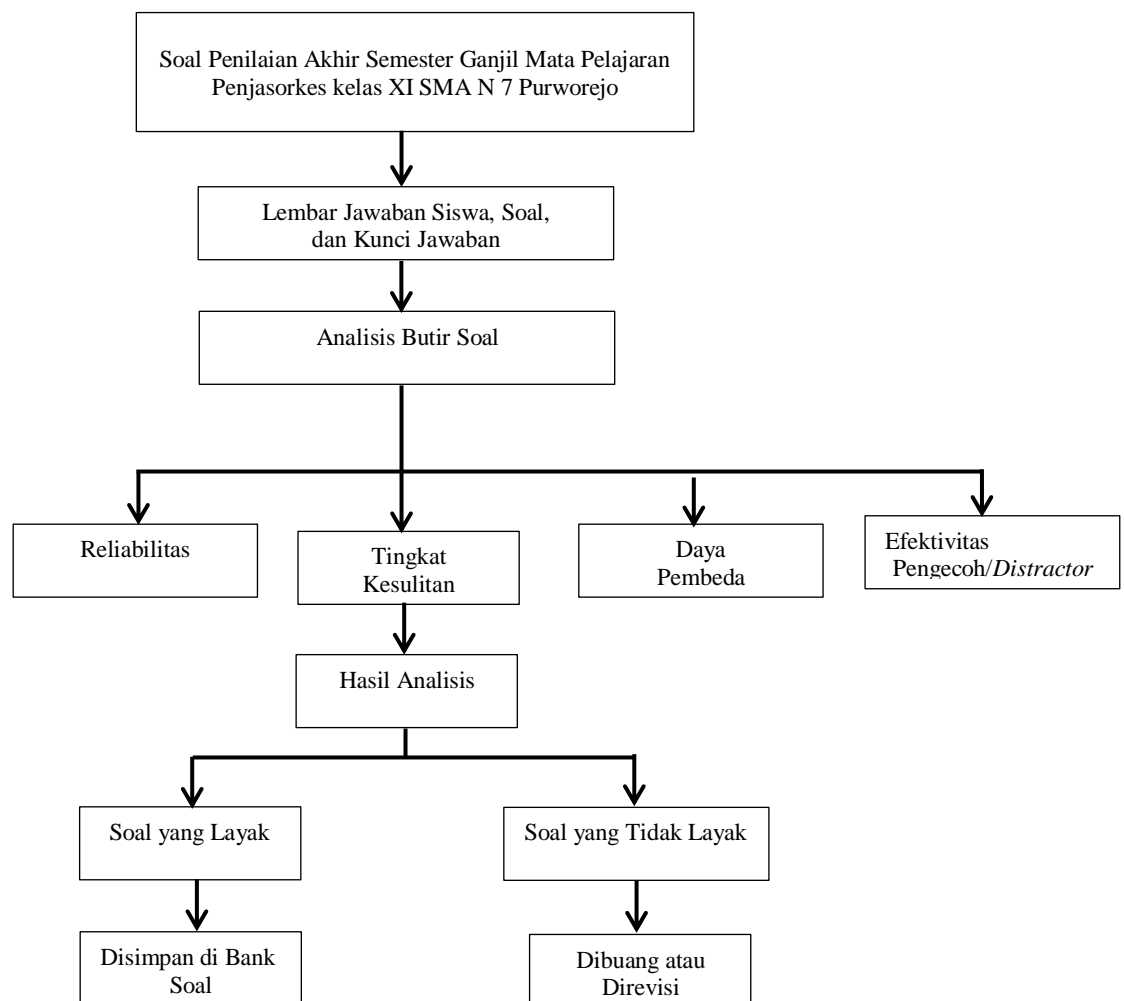 Soal Penilaian Akhir Semester Ganjil Mata Pelajaran
Penjasorkes kelas XI SMA N 7 Purworejo
Lembar Jawaban Siswa, Soal,
dan Kunci Jawaban
Analisis Butir Soal
Reliabilitas
Tingkat
Kesulitan
Daya
Pembeda
Efektivitas
Pengecoh/Distractor
Hasil Analisis
Soal yang Layak
Soal yang Tidak Layak
Disimpan di Bank
Soal
Dibuang atau
Direvisi